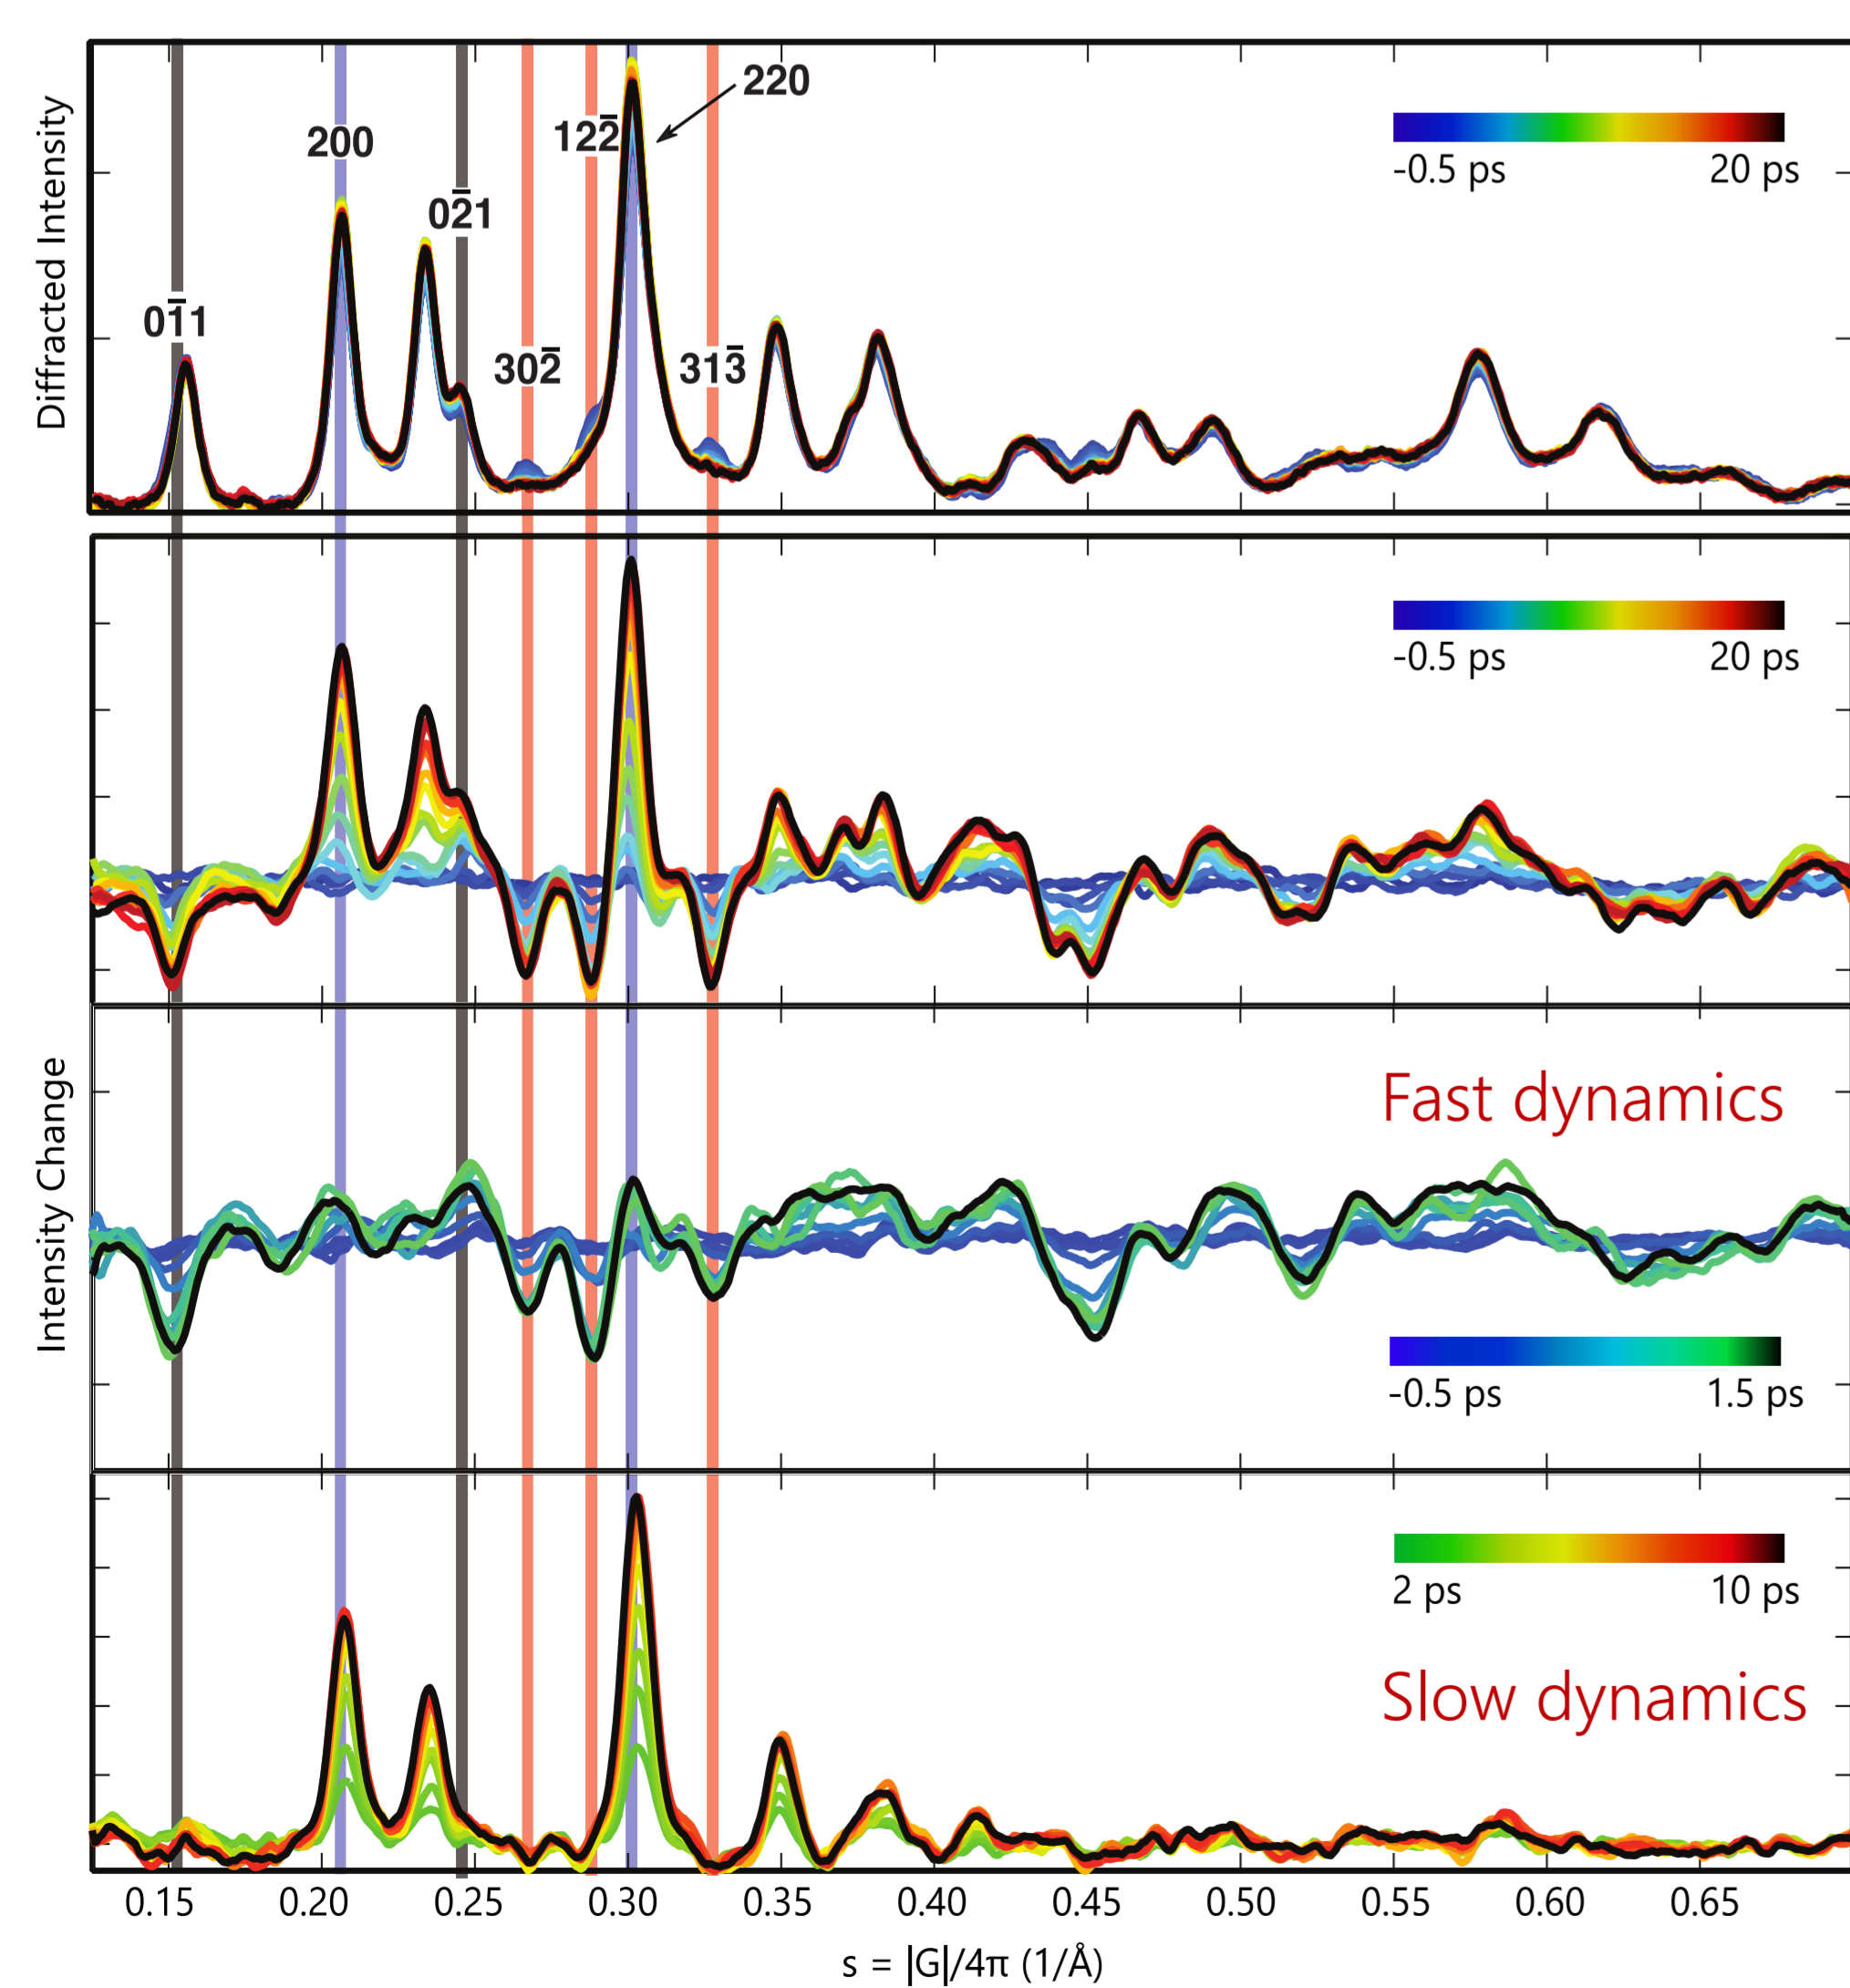 Diffracted Intensity
220
200
122̅
02̅1
01̅1
302̅
313̅
-0.5 ps 20 ps
-0.5 ps 20 ps
Intensity Change
Fast dynamics
-0.5 ps 1.5 ps
2 ps 10 ps
Slow dynamics
0.15 0.20 0.25 0.30 0.35 0.40 0.45 0.50 0.55 0.60 0.65
s = |G|/4π (1/Å)